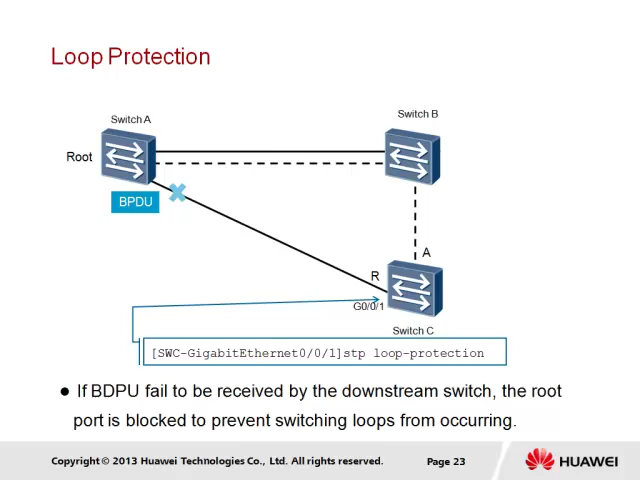 Loop Protection
Switch A
Switch B
Root
BPDU
A
R
G0/0/1
Switch C
[SWC-GigabitEthernet0/0/1]stp loop-protection
● If BDPU fail to be received by the downstream switch, the root
port is blocked to prevent switching loops from occurring.
Copyright © 2013 Huawei Technologies Co., Ltd. All rights reserved.
Page 23
HUAWEI